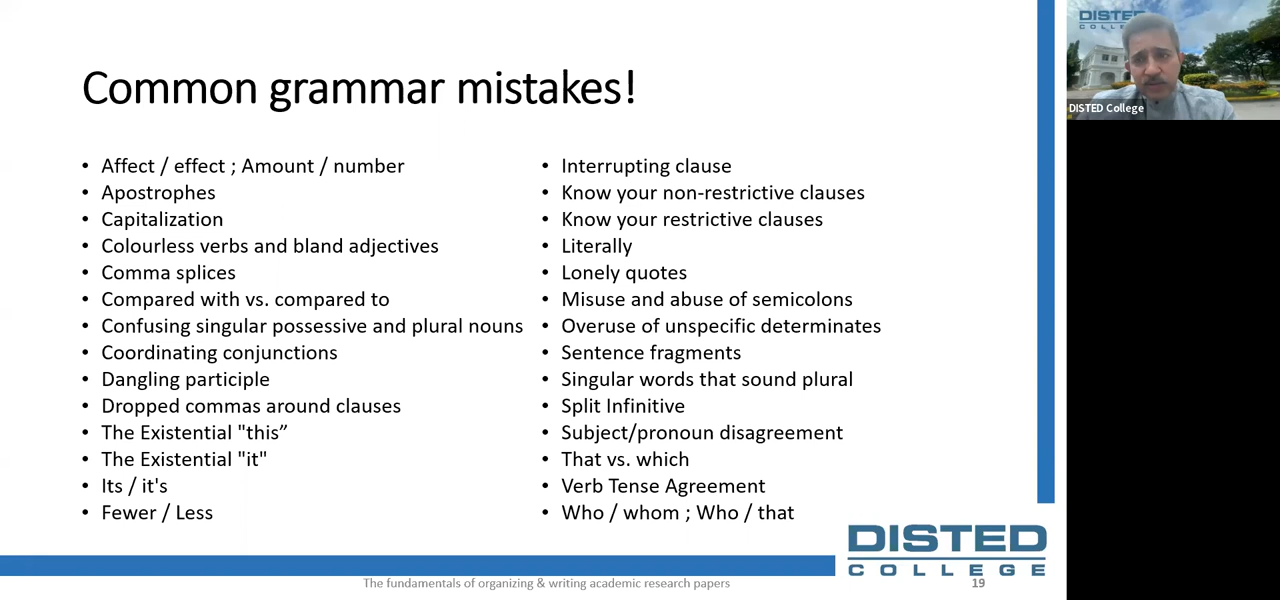 Common grammar mistakes!
• Affect / effect ; Amount / number
• Apostrophes
• Capitalization
• Colourless verbs and bland adjectives
• Comma splices
• Compared with vs. compared to
• Confusing singular possessive and plural nouns
• Coordinating conjunctions
• Dangling participle
• Dropped commas around clauses
• The Existential "this”
• The Existential "it"
• Its / it's
• Fewer / Less
• Interrupting clause
• Know your non-restrictive clauses
• Know your restrictive clauses
• Literally
• Lonely quotes
• Misuse and abuse of semicolons
• Overuse of unspecific determinates
• Sentence fragments
• Singular words that sound plural
• Split Infinitive
• Subject/pronoun disagreement
• That vs. which
• Verb Tense Agreement
• Who / whom ; Who / that
DISTED
COLLEGE
The fundamentals of organizing & writing academic research papers
19
DISTED College